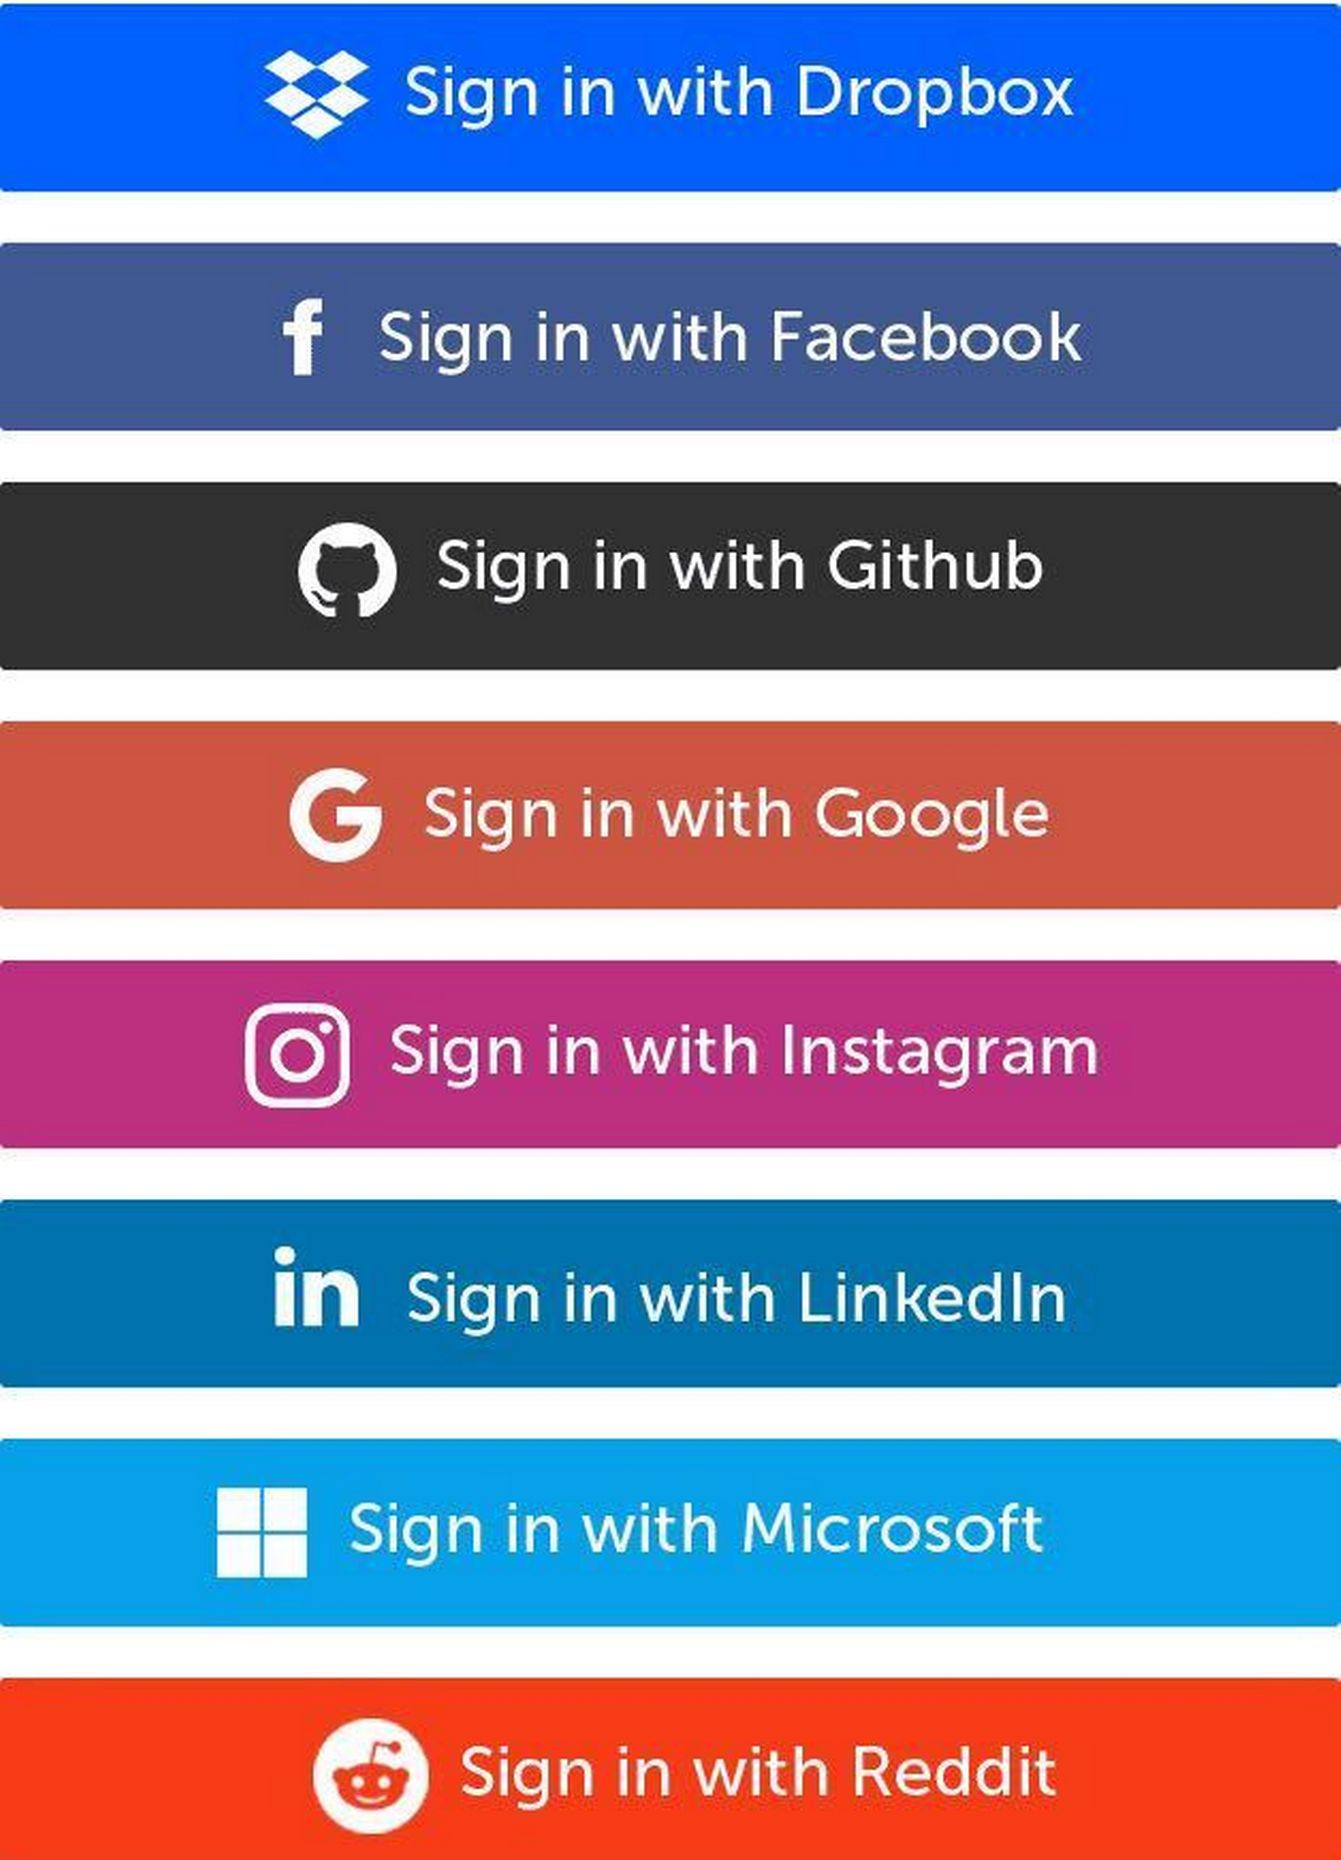 Sign in with Dropbox
Sign in with Facebook
Sign in with Github
Sign in with Google
Sign in with Instagram
in Sign in with LinkedIn
Sign in with Microsoft
Sign in with Reddit